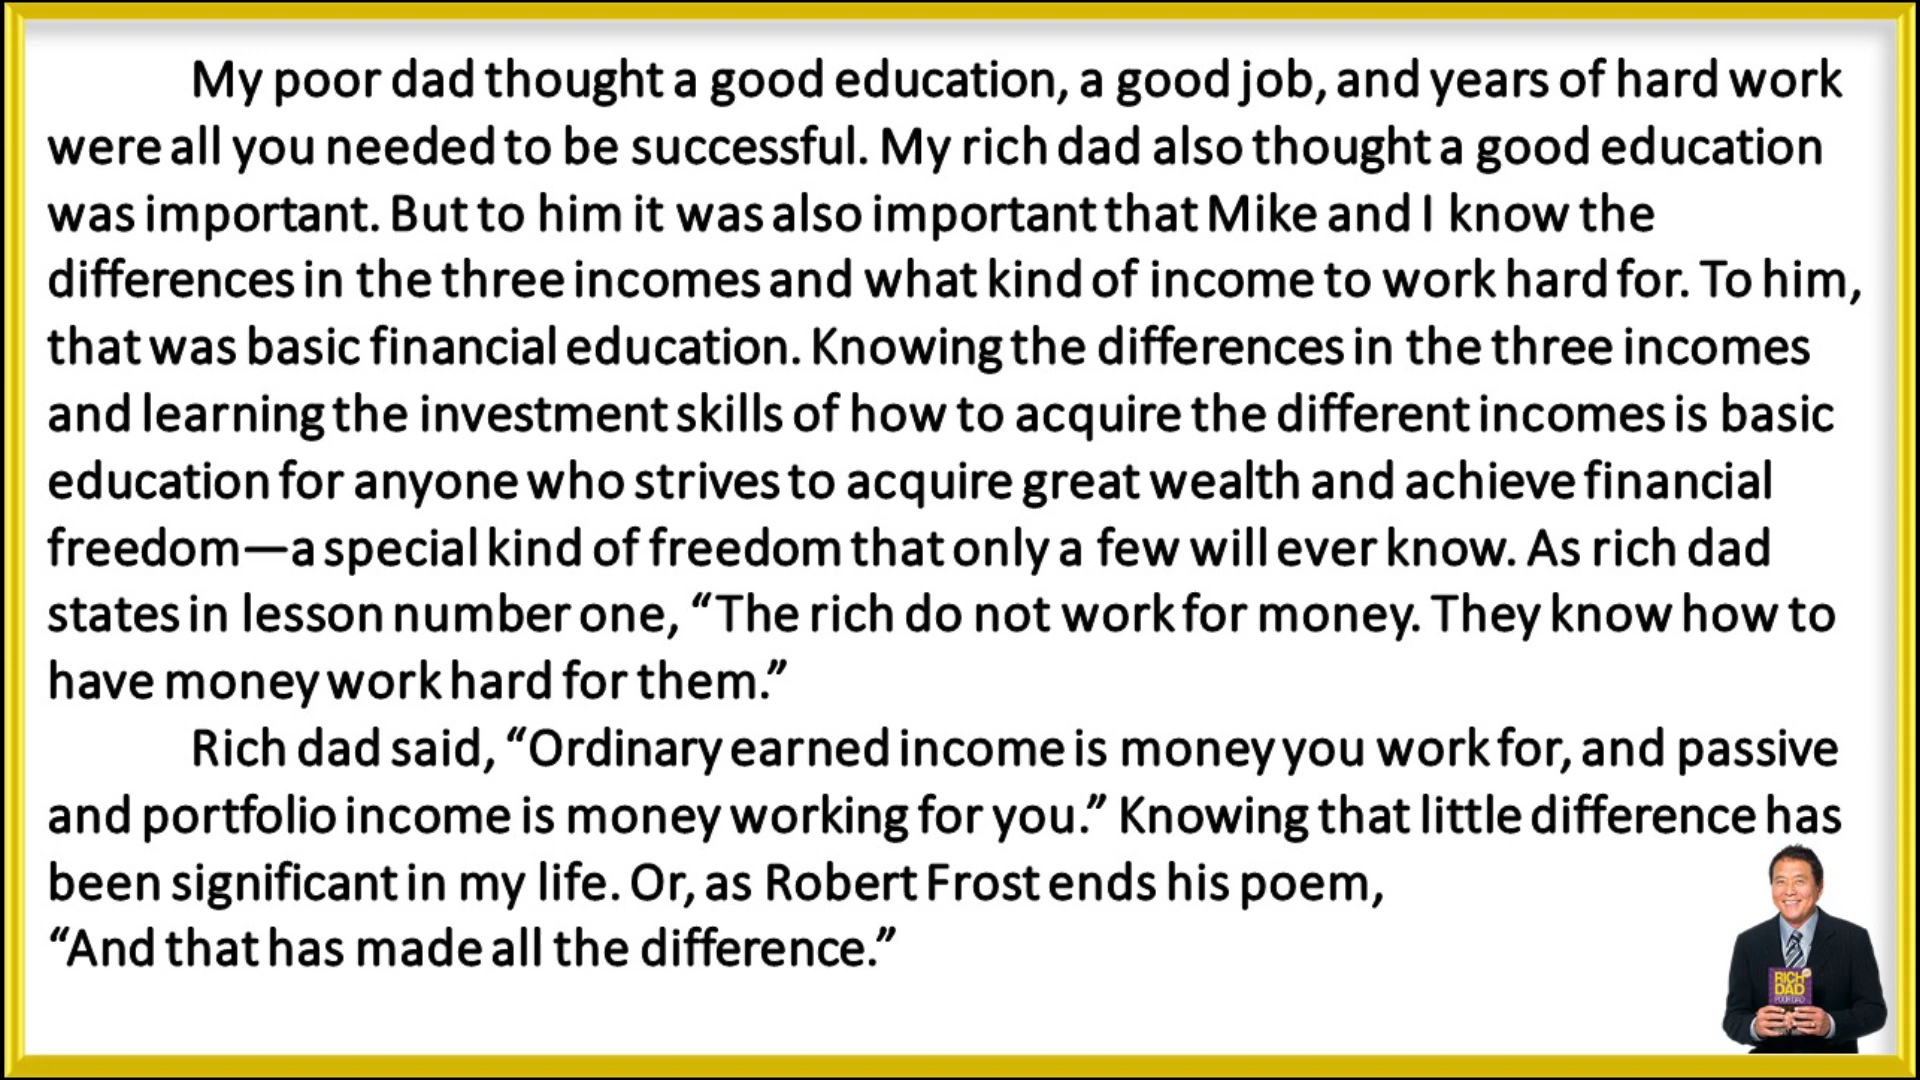 My poor dad thought a good education, a good job, and years of hard work
were all you needed to be successful. My rich dad also thought a good education
was important. But to him it was also important that Mike and I know the
differences in the three incomes and what kind of income to work hard for. To him,
that was basic financial education. Knowing the differences in the three incomes
and learning the investment skills of how to acquire the different incomes is basic
education for anyone who strives to acquire great wealth and achieve financial
freedom—a special kind of freedom that only a few will ever know. As rich dad
states in lesson number one, “The rich do not work for money. They know how to
have money work hard for them.”
Rich dad said, “Ordinary earned income is money you work for, and passive
and portfolio income is money working for you.” Knowing that little difference has
been significant in my life. Or, as Robert Frost ends his poem,
“And that has made all the difference.”
RICH
DAD
POOR DAD